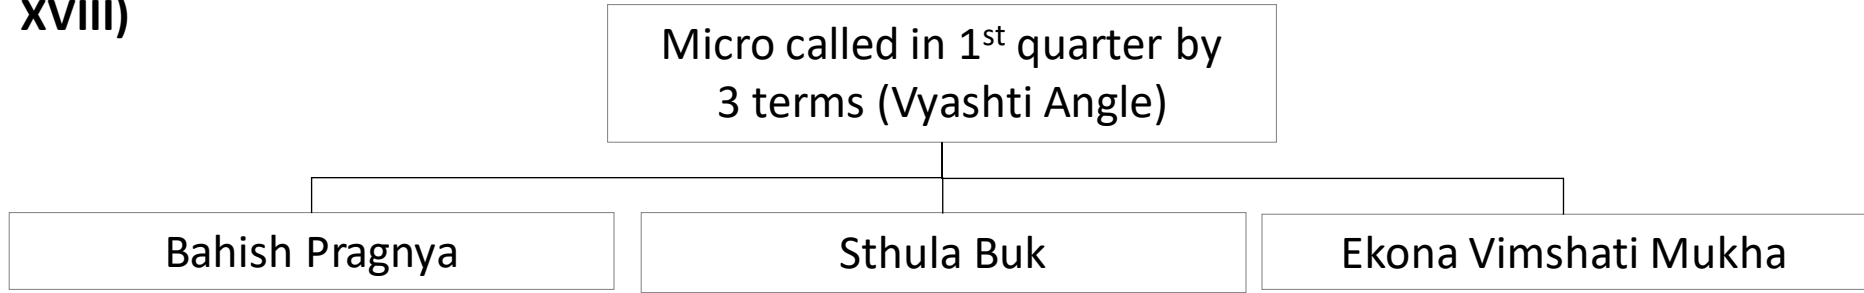 XVIII)
Micro called in 1st quarter by
3 terms (Vyashti Angle)
Bahish Pragnya
Sthula Buk
Ekona Vimshati Mukha